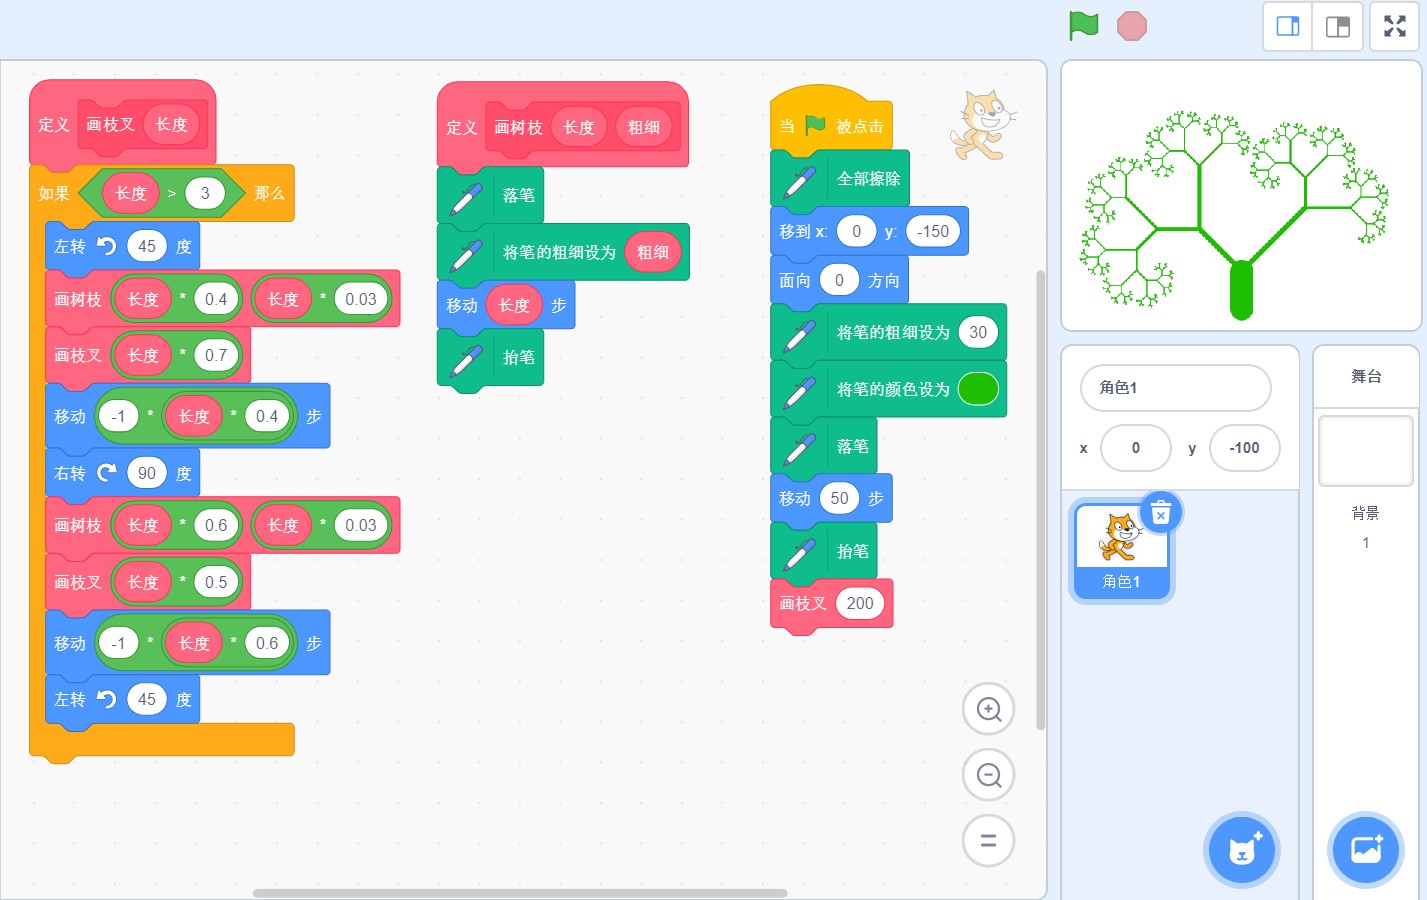 定义 画枝叉 长度
如果 长度 > 3 那么
左转 45 度
画树枝 长度 * 0.4 长度 * 0.03
画枝叉 长度 * 0.7
移动 -1 * 长度 * 0.4 步
右转 90 度
画树枝 长度 * 0.6 长度 * 0.03
画枝叉 长度 * 0.5
移动 -1 * 长度 * 0.6 步
左转 45 度
定义 画树枝 长度 粗细
落笔
将笔的粗细设为 粗细
移动 长度 步
抬笔
当 被点击
全部擦除
移到 x: 0 y: -150
面向 0 方向
将笔的粗细设为 30
将笔的颜色设为
落笔
移动 50 步
抬笔
画枝叉 200
角色1
x 0 y -100
角色1
舞台
背景
1